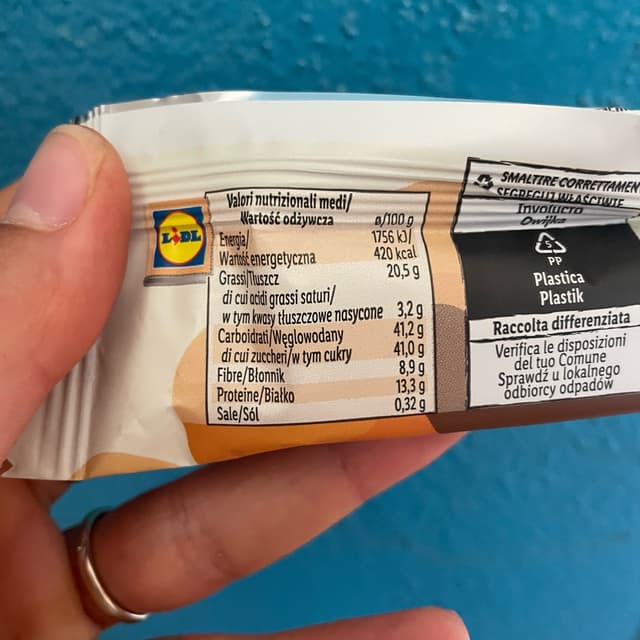 LIDL
Valori nutrizionali medi/
Wartość odżywcza ø/100 g
Energia/ 1756 kJ/
Wartość energetyczna 420 kcal
Grassi/Tłuszcz 20,5 g
di cui acidi grassi saturi/
w tym kwasy tłuszczowe nasycone 3,2 g
Carboidrati/Węglowodany 41,2 g
di cui zuccheri/w tym cukry 41,0 g
Fibre/Błonnik 8,9 g
Proteine/Białko 13,3 g
Sale/Sól 0,32 g
SMALTIRE CORRETTAMEN
SEGREGUJ WŁAŚCIWIE
Involucro
Owijka
5
PP
Plastica
Plastik
Raccolta differenziata
Verifica le disposizioni
del tuo Comune
Sprawdź u lokalnego
odbiorcy odpadów